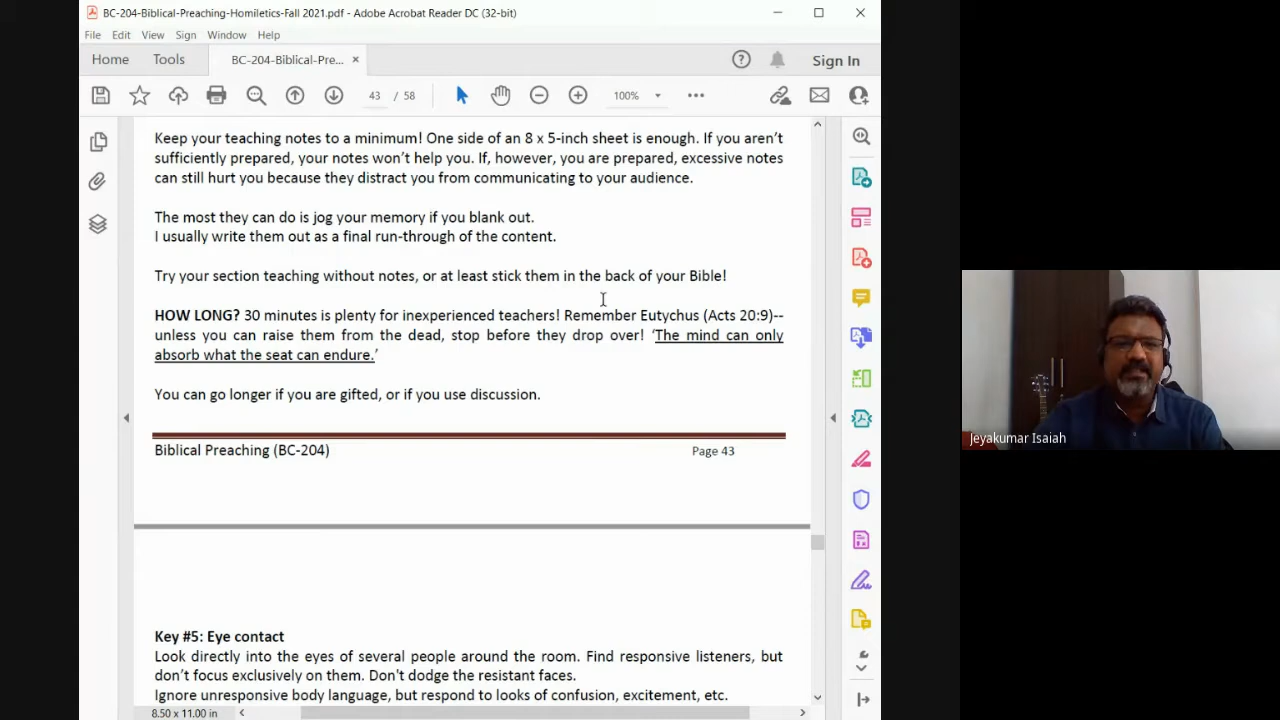 BC-204-Biblical-Preaching-Homiletics-Fall 2021.pdf - Adobe Acrobat Reader DC (32-bit)
File Edit View Sign Window Help
Home Tools BC-204-Biblical-Pre... Sign In
43 / 58 100%
Keep your teaching notes to a minimum! One side of an 8 x 5-inch sheet is enough. If you aren't
sufficiently prepared, your notes won't help you. If, however, you are prepared, excessive notes
can still hurt you because they distract you from communicating to your audience.
The most they can do is jog your memory if you blank out.
I usually write them out as a final run-through of the content.
Try your section teaching without notes, or at least stick them in the back of your Bible!
HOW LONG? 30 minutes is plenty for inexperienced teachers! Remember Eutychus (Acts 20:9)--
unless you can raise them from the dead, stop before they drop over! ‘The mind can only
absorb what the seat can endure.’
You can go longer if you are gifted, or if you use discussion.
Biblical Preaching (BC-204) Page 43
Key #5: Eye contact
Look directly into the eyes of several people around the room. Find responsive listeners, but
don't focus exclusively on them. Don't dodge the resistant faces.
Ignore unresponsive body language, but respond to looks of confusion, excitement, etc.
8.50 x 11.00 in
Jeyakumar Isaiah